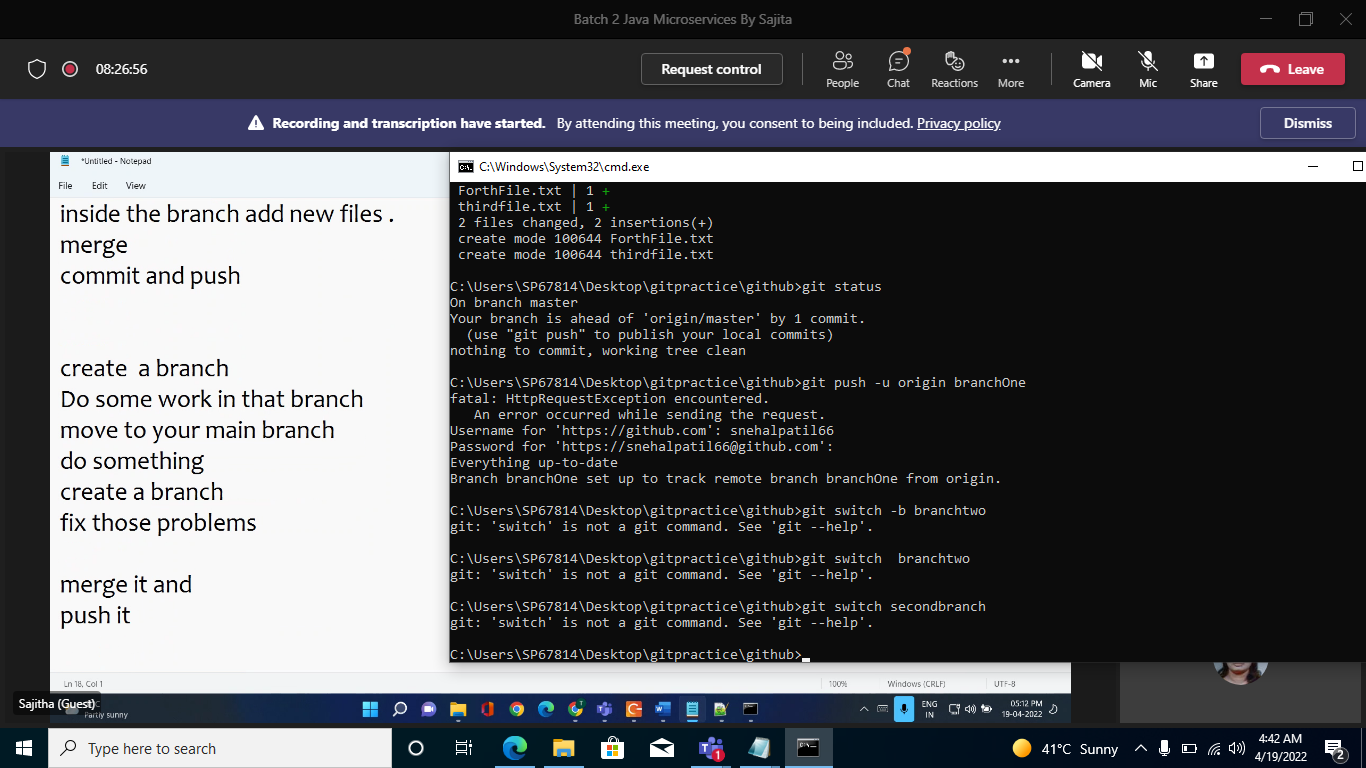 Batch 2 Java Microservices By Sajita
08:26:56
Request control
People
Chat
Reactions
More
Camera
Mic
Share
Leave
Recording and transcription have started. By attending this meeting, you consent to being included. Privacy policy
Dismiss
*Untitled - Notepad
File Edit View
inside the branch add new files .
merge
commit and push
create  a branch
Do some work in that branch
move to your main branch
do something
create a branch
fix those problems
merge it and
push it
Ln 18, Col 1
100%
Windows (CRLF)
UTF-8
C:\Windows\System32\cmd.exe
ForthFile.txt | 1 +
thirdfile.txt | 1 +
2 files changed, 2 insertions(+)
create mode 100644 ForthFile.txt
create mode 100644 thirdfile.txt
C:\Users\SP67814\Desktop\gitpractice\github>git status
On branch master
Your branch is ahead of 'origin/master' by 1 commit.
(use "git push" to publish your local commits)
nothing to commit, working tree clean
C:\Users\SP67814\Desktop\gitpractice\github>git push -u origin branchOne
fatal: HttpRequestException encountered.
An error occurred while sending the request.
Username for 'https://github.com': snehalpatil66
Password for 'https://snehalpatil66@github.com':
Everything up-to-date
Branch branchOne set up to track remote branch branchOne from origin.
C:\Users\SP67814\Desktop\gitpractice\github>git switch -b branchtwo
git: 'switch' is not a git command. See 'git --help'.
C:\Users\SP67814\Desktop\gitpractice\github>git switch  branchtwo
git: 'switch' is not a git command. See 'git --help'.
C:\Users\SP67814\Desktop\gitpractice\github>git switch secondbranch
git: 'switch' is not a git command. See 'git --help'.
C:\Users\SP67814\Desktop\gitpractice\github>
Sajitha (Guest)
Partly sunny
ENG
IN
05:12 PM
19-04-2022
Type here to search
1
41°C Sunny
4:42 AM
4/19/2022
2